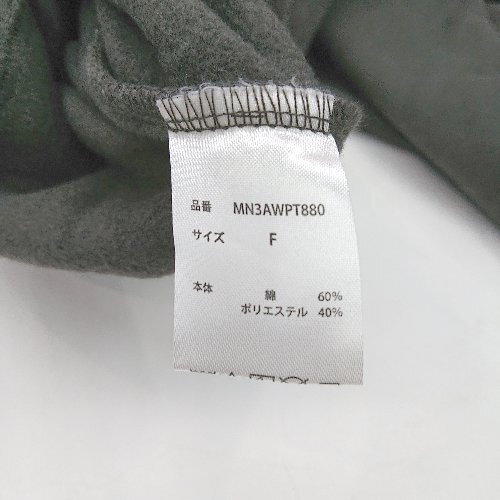 品番 MN3AWPT880
サイズ F
本体 綿 60%
ポリエステル 40%